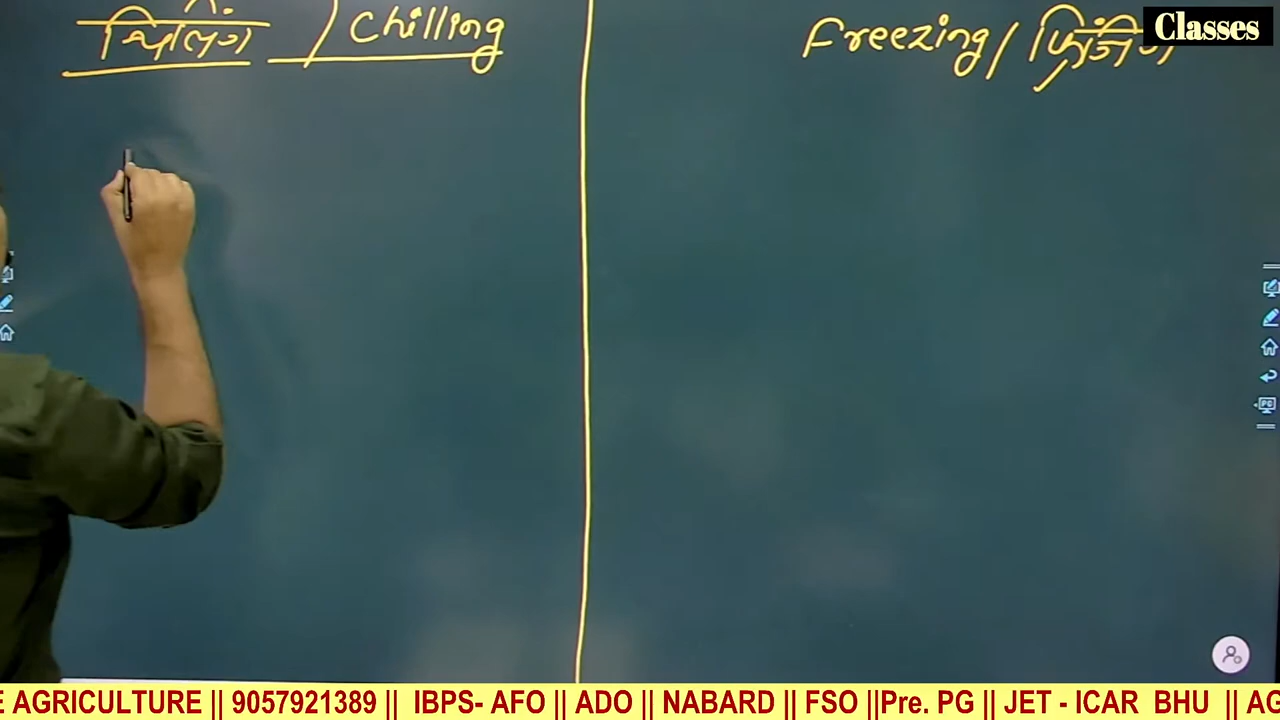 चिलिंग / Chilling
Freezing / फ्रिजिंग
Classes
E AGRICULTURE || 9057921389 || IBPS- AFO || ADO || NABARD || FSO ||Pre. PG || JET - ICAR BHU || AG